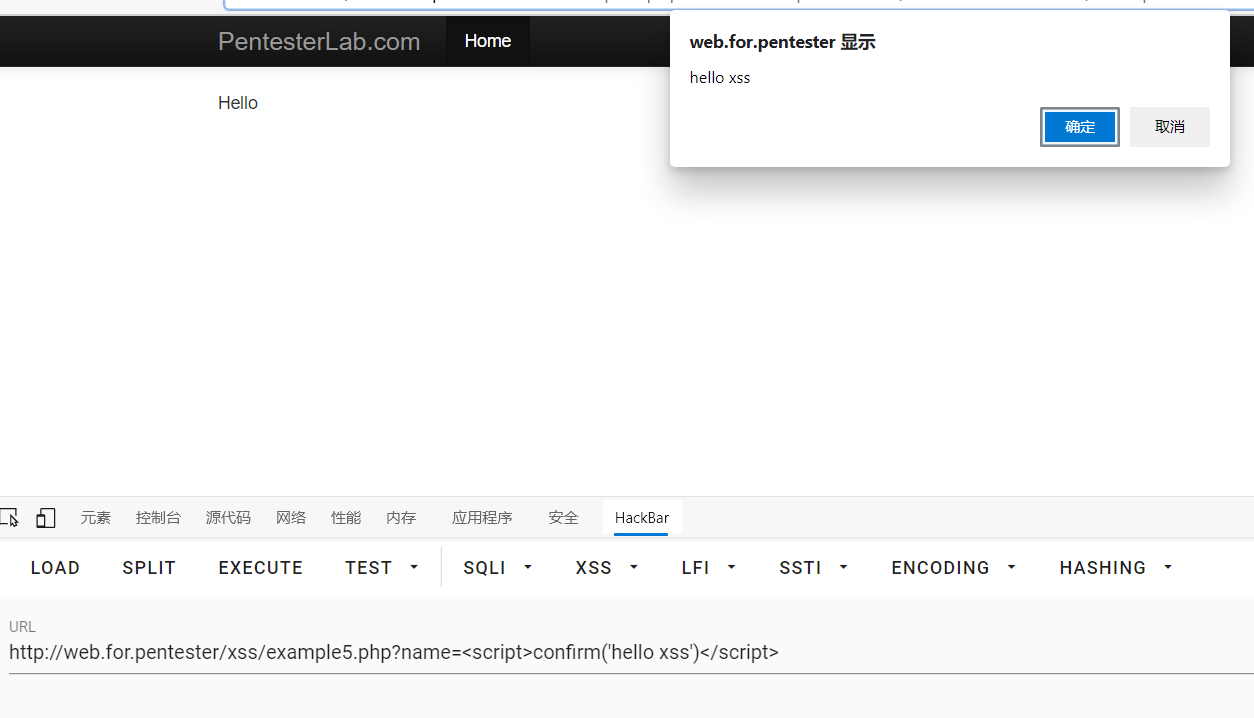 PentesterLab.com Home
web.for.pentester 显示
hello xss
确定 取消
Hello
元素 控制台 源代码 网络 性能 内存 应用程序 安全 HackBar
LOAD SPLIT EXECUTE TEST SQLI XSS LFI SSTI ENCODING HASHING
URL
http://web.for.pentester/xss/example5.php?name=<script>confirm('hello xss')</script>